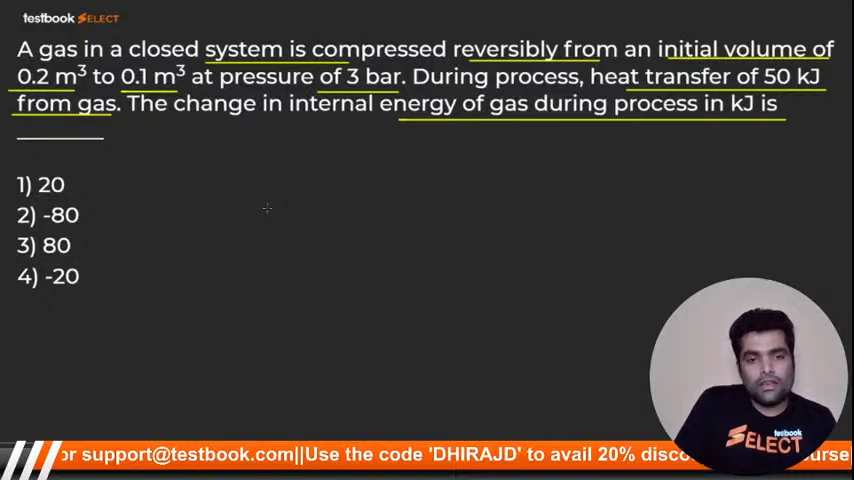 testbook SELECT
A gas in a closed system is compressed reversibly from an initial volume of
0.2 m³ to 0.1 m³ at pressure of 3 bar. During process, heat transfer of 50 kJ
from gas. The change in internal energy of gas during process in kJ is
1) 20
2) -80
3) 80
4) -20
testbook
SELECT
or support@testbook.com||Use the code 'DHIRAJD' to avail 20% urse